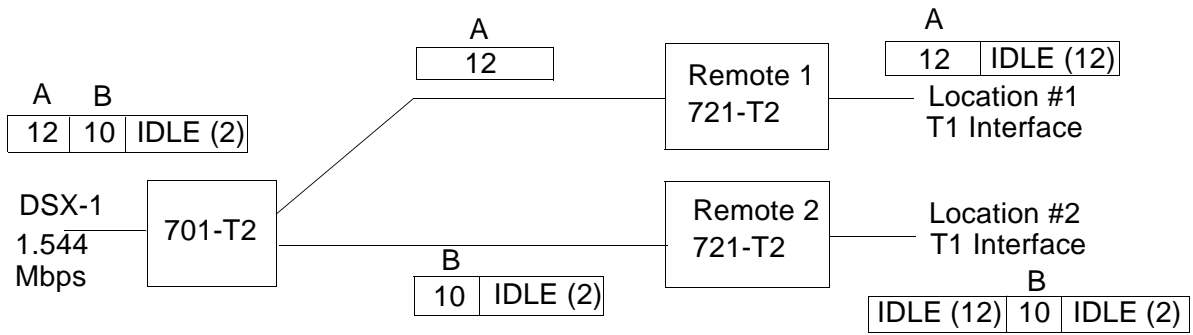 A
12
A
12 IDLE (12)
Remote 1
721-T2
Location #1
T1 Interface
A B
12 10 IDLE (2)
DSX-1
1.544
Mbps
701-T2
Remote 2
721-T2
Location #2
T1 Interface
B
10 IDLE (2)
B
IDLE (12) 10 IDLE (2)